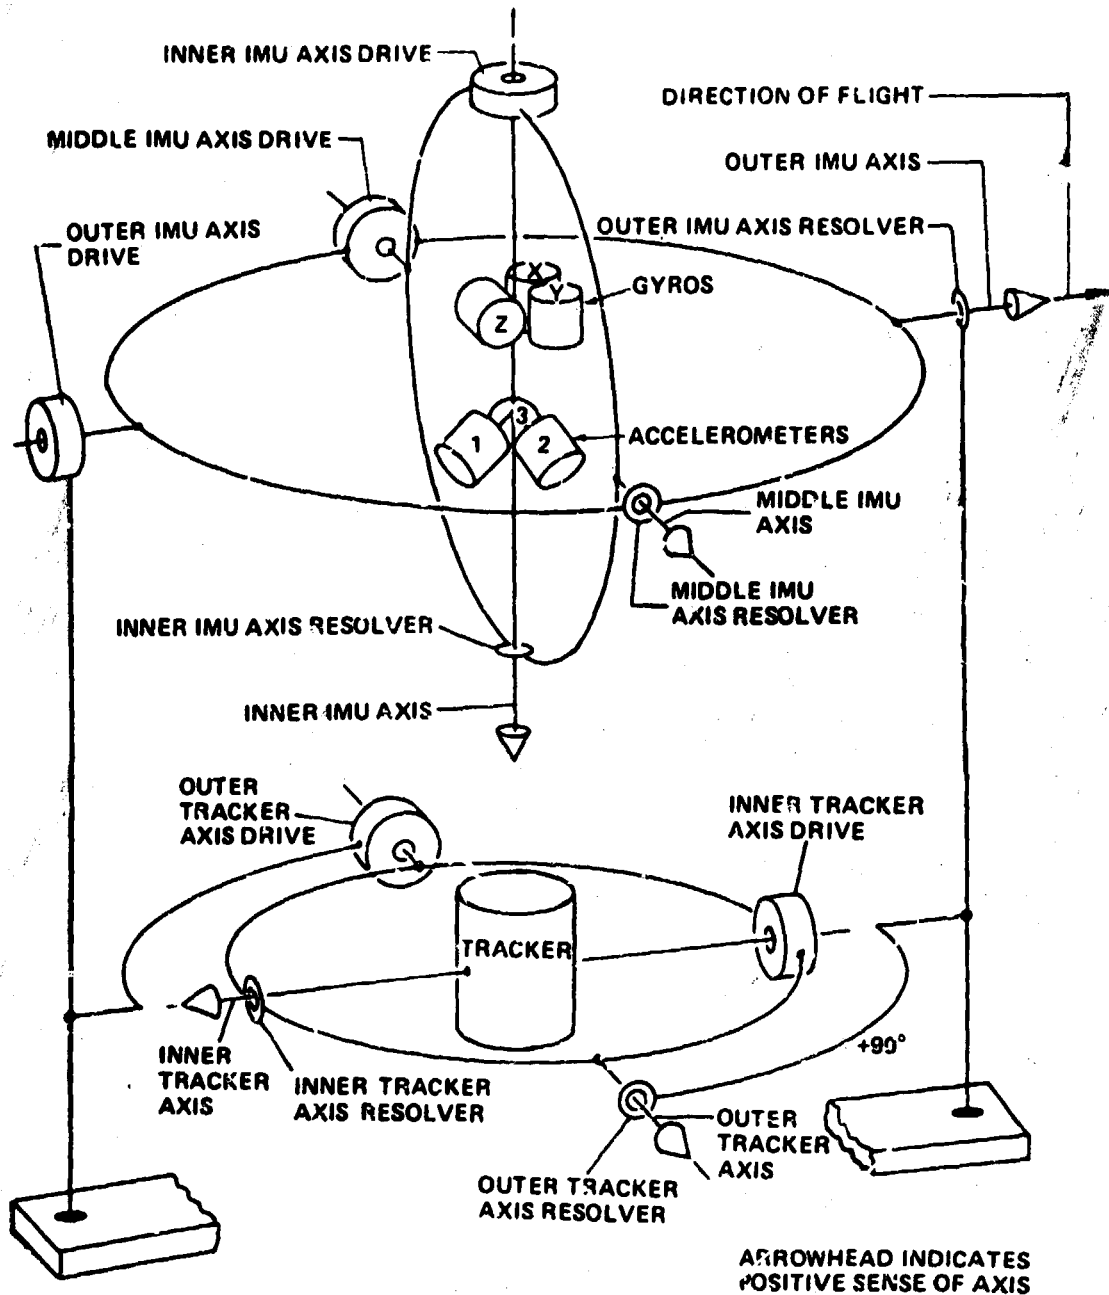 INNER IMU AXIS DRIVE
DIRECTION OF FLIGHT
MIDDLE IMU AXIS DRIVE
OUTER IMU AXIS
OUTER IMU AXIS
DRIVE
OUTER IMU AXIS RESOLVER
X
Y
Z
GYROS
3
1
2
ACCELEROMETERS
MIDDLE IMU
AXIS
MIDDLE IMU
AXIS RESOLVER
INNER IMU AXIS RESOLVER
INNER IMU AXIS
OUTER
TRACKER
AXIS DRIVE
INNER TRACKER
AXIS DRIVE
TRACKER
+90°
INNER
TRACKER
AXIS
INNER TRACKER
AXIS RESOLVER
OUTER
TRACKER
AXIS
OUTER TRACKER
AXIS RESOLVER
ARROWHEAD INDICATES
POSITIVE SENSE OF AXIS